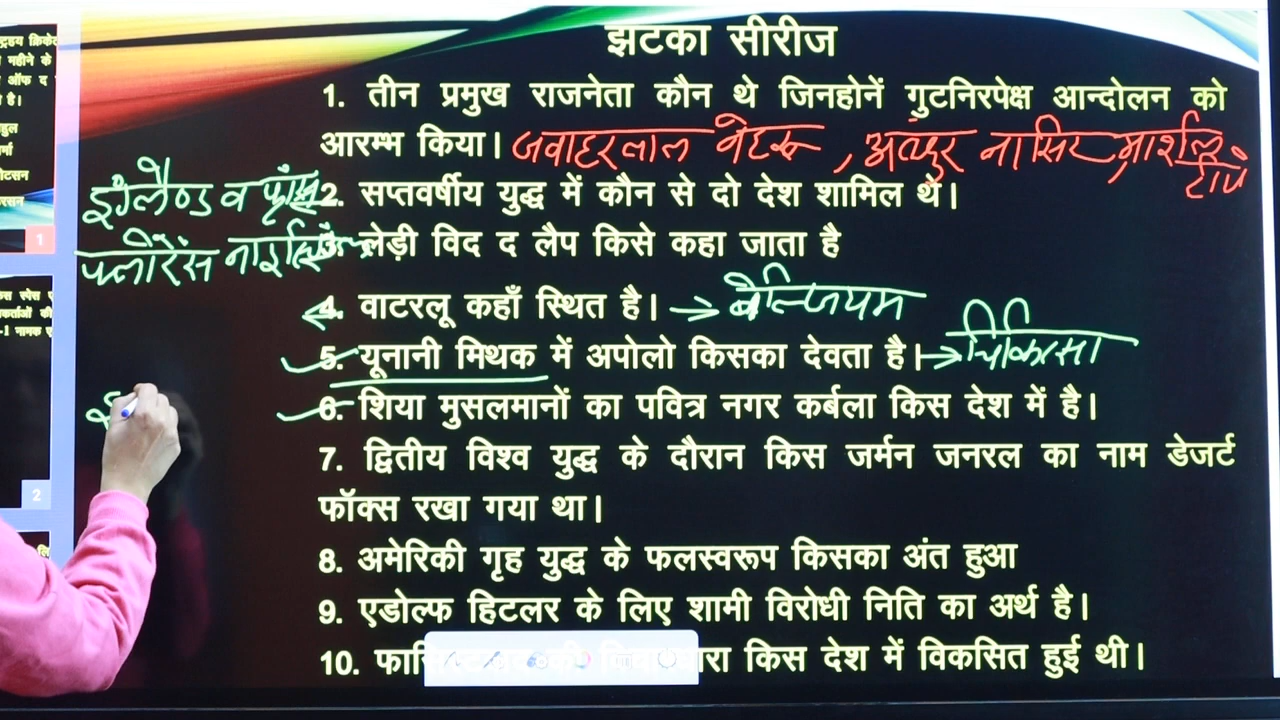 झटका सीरीज
1. तीन प्रमुख राजनेता कौन थे जिनहोनें गुटनिरपेक्ष आन्दोलन को
आरम्भ किया। जवाहरलाल नेहरू, अब्दुर नासिर, मार्शल टीटो
इंग्लैण्ड व फ्रांस
2. सप्तवर्षीय युद्ध में कौन से दो देश शामिल थे।
फ्लोरेंस
लेड़ी विद द लैप किसे कहा जाता है
4. वाटरलू कहाँ स्थित है। → बेल्जियम
5. यूनानी मिथक में अपोलो किसका देवता है। → चिकित्सा
6. शिया मुसलमानों का पवित्र नगर कर्बला किस देश में है।
7. द्वितीय विश्व युद्ध के दौरान किस जर्मन जनरल का नाम डेजर्ट
फॉक्स रखा गया था।
8. अमेरिकी गृह युद्ध के फलस्वरूप किसका अंत हुआ
9. एडोल्फ हिटलर के लिए शामी विरोधी निति का अर्थ है।
10. किस देश में विकसित हुई थी।
1
2